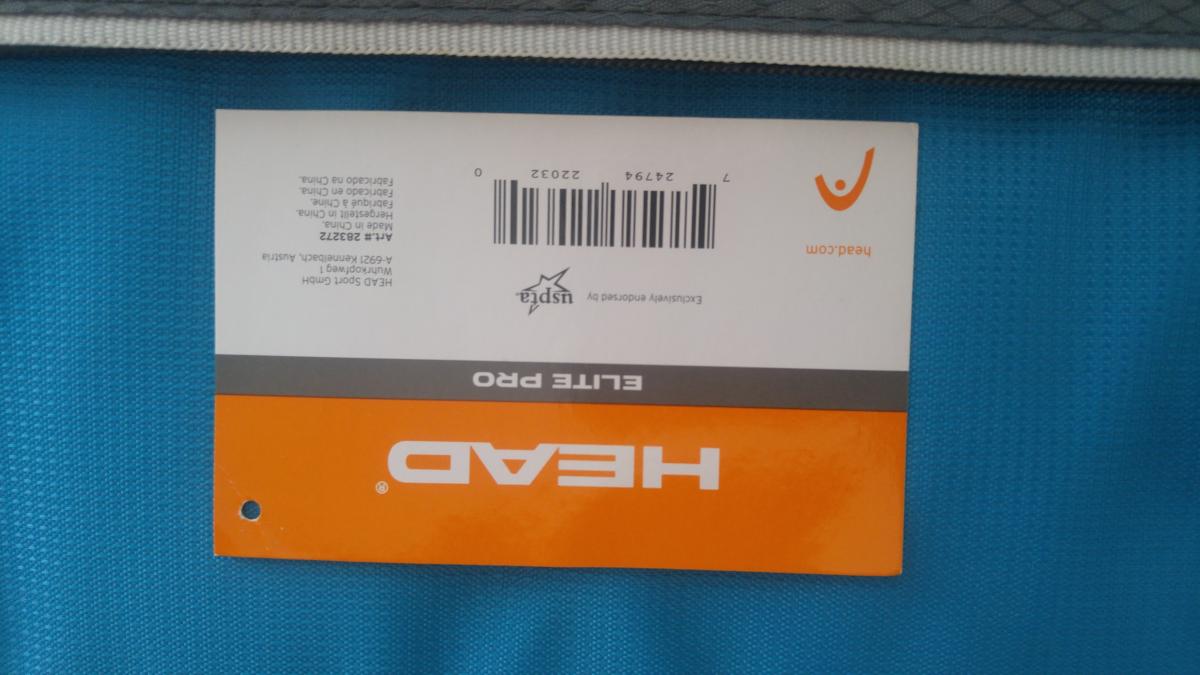 HEAD®
ELITE PRO
Exclusively endorsed by uspta
HEAD Sport GmbH
Wuhrkopfweg 1
A-6921 Kennelbach, Austria
Art.# 283272
Made in China.
Hergestellt in China.
Fabriqué à Chine.
Fabricado en China.
Fabricado na China.
head.com
7 24794 22032 0